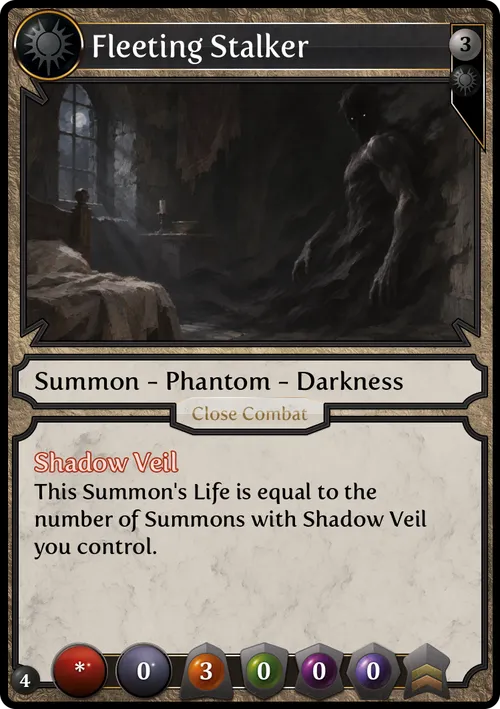 Fleeting Stalker
3
Summon - Phantom - Darkness
Close Combat
Shadow Veil
This Summon's Life is equal to the
number of Summons with Shadow Veil
you control.
4 * 0 3 0 0 0